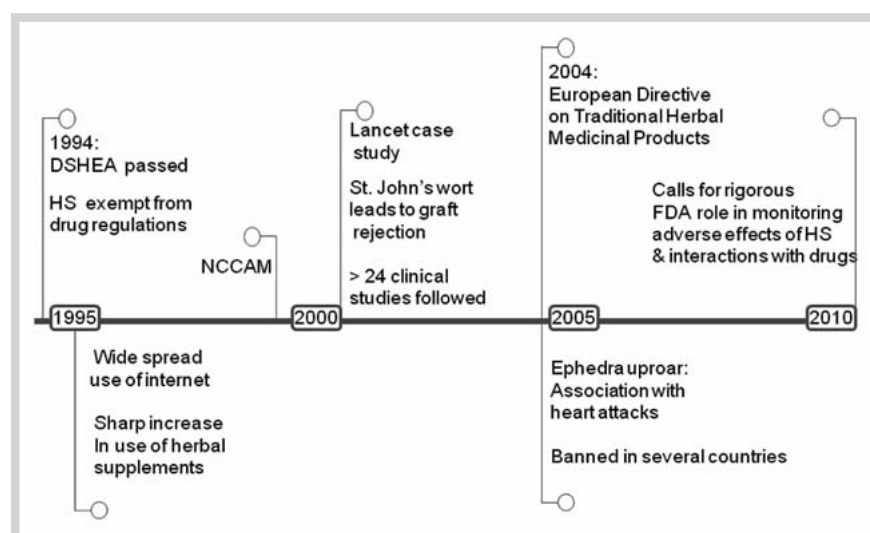 1994:
DSHEA passed
HS exempt from
drug regulations
NCCAM
Lancet case
study
St. John's wort
leads to graft
rejection
> 24 clinical
studies followed
2004:
European Directive
on Traditional Herbal
Medicinal Products
Calls for rigorous
FDA role in monitoring
adverse effects of HS
& interactions with drugs
1995
2000
2005
2010
Wide spread
use of internet
Sharp increase
In use of herbal
supplements
Ephedra uproar:
Association with
heart attacks
Banned in several countries